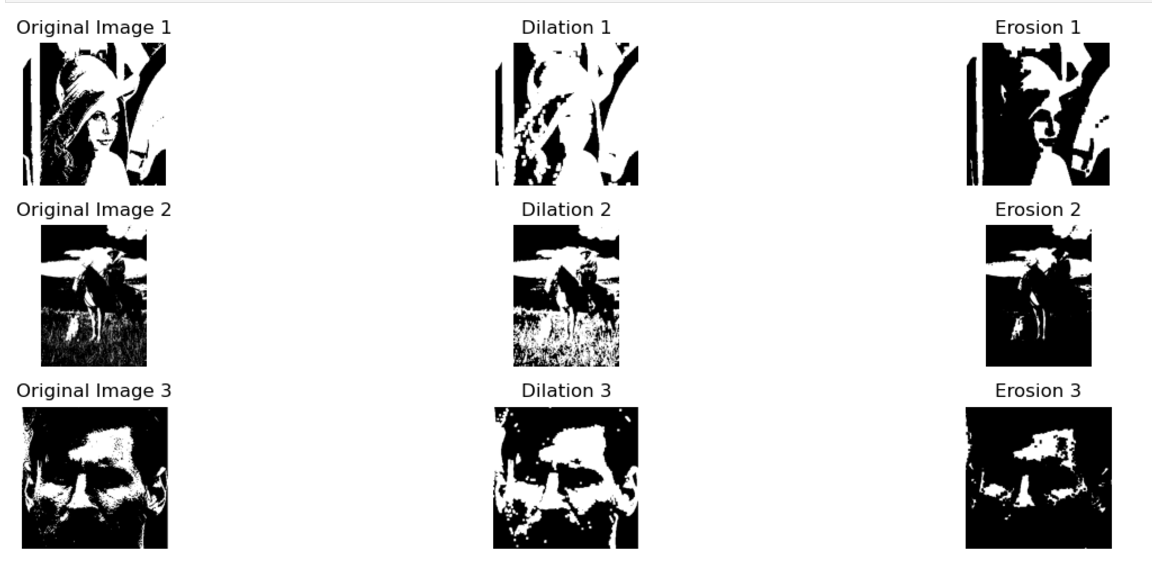 Original Image 1
Dilation 1
Erosion 1
Original Image 2
Dilation 2
Erosion 2
Original Image 3
Dilation 3
Erosion 3